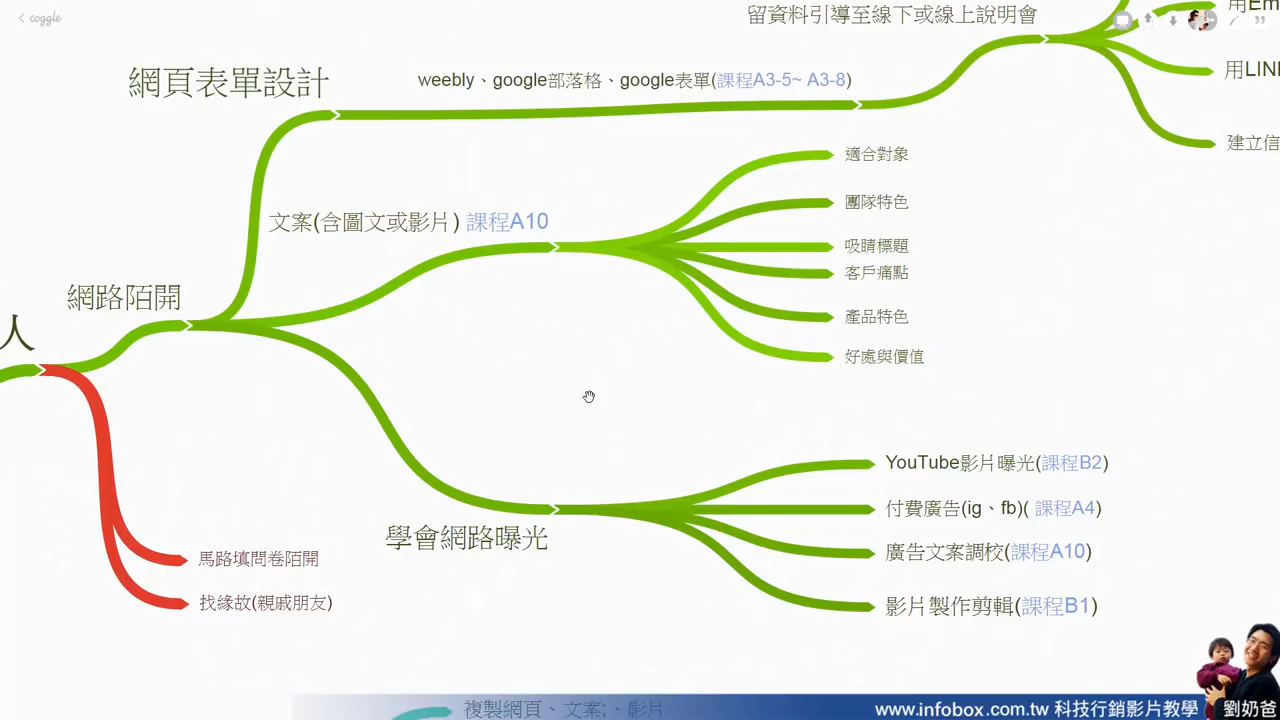 coggle
留資料引導至線下或線上說明會
用Em
網頁表單設計
weebly、google部落格、google表單(課程A3-5~ A3-8)
用LIN
建立信
適合對象
團隊特色
文案(含圖文或影片) 課程A10
吸睛標題
客戶痛點
網路陌開
產品特色
人
好處與價值
YouTube影片曝光(課程B2)
付費廣告(ig、fb)( 課程A4)
學會網路曝光
廣告文案調校(課程A10)
馬路填問卷陌開
找緣故(親戚朋友)
影片製作剪輯(課程B1)
複製網頁、文案;、影片
www.infobox.com.tw 科技行銷影片教學
劉奶爸